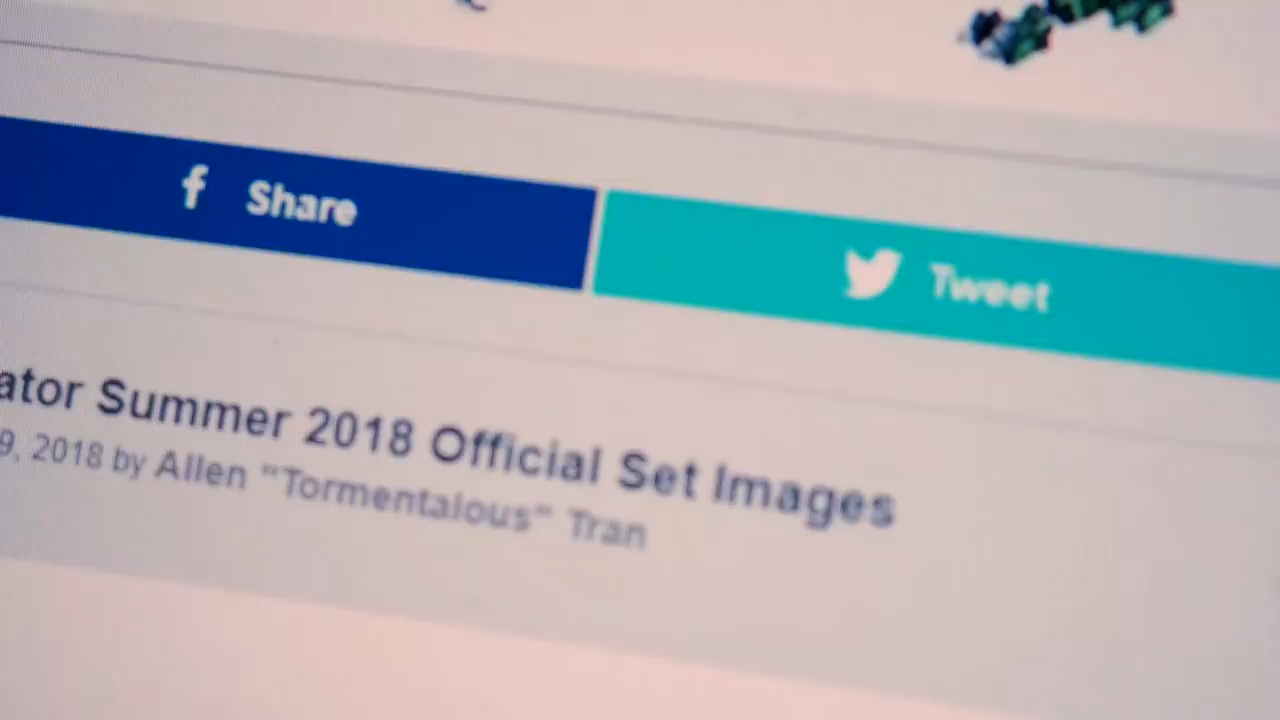 Share
Tweet
ator Summer 2018 Official Set Images
9, 2018 by Allen "Tormentalous" Tran